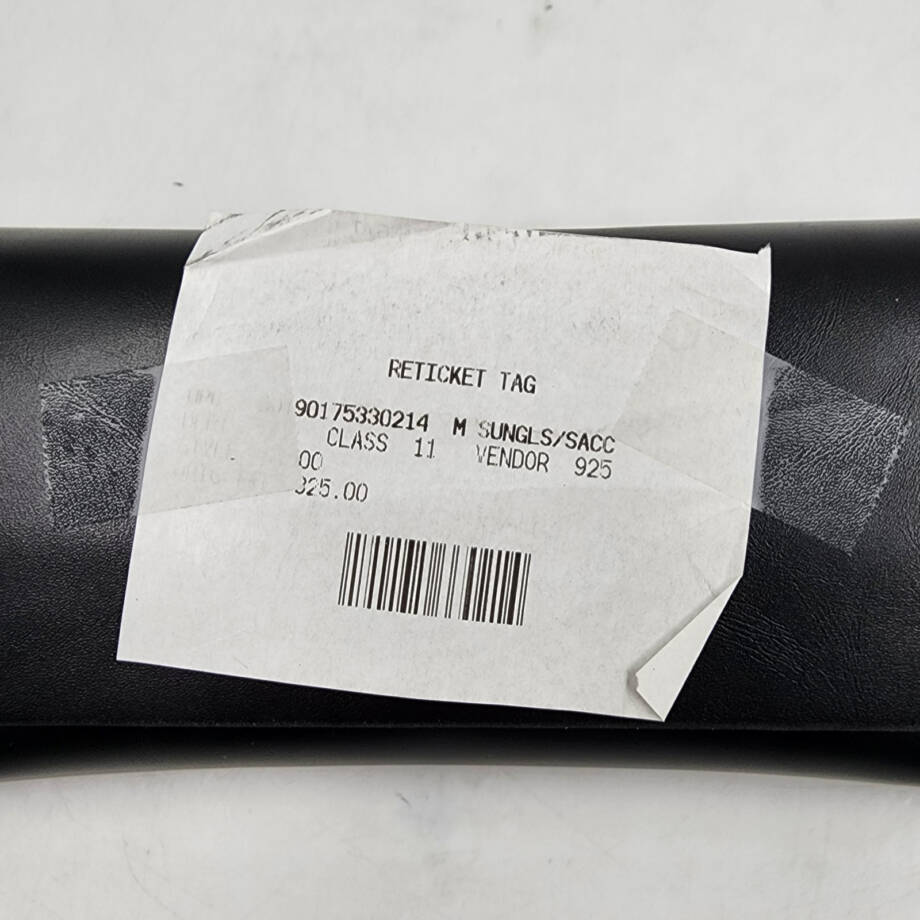 RETICKET TAG
90175330214 M SUNGLS/SACC
CLASS 11 VENDOR 925
00
325.00